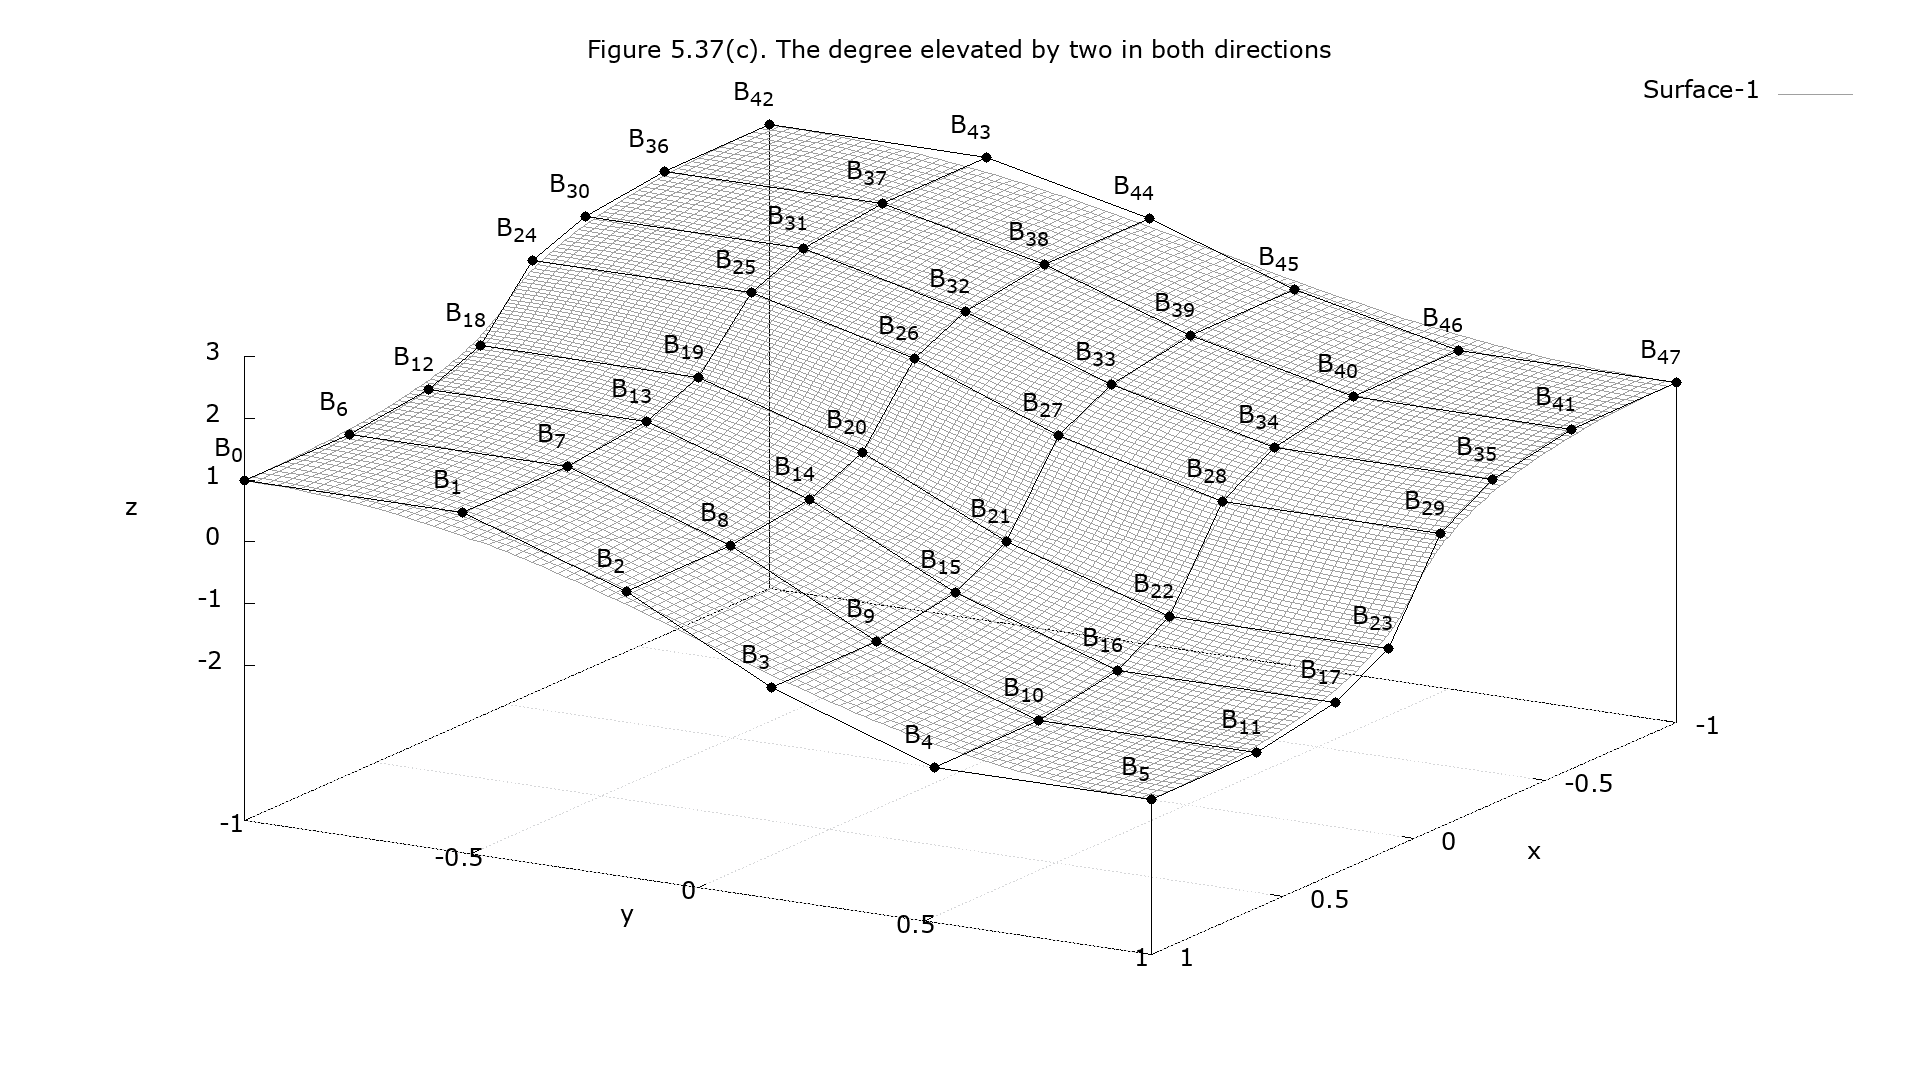 Figure 5.37(c). The degree elevated by two in both directions
Surface-1
B42
B43
B36
B37
B44
B30
B31
B38
B24
B25
B45
B32
B18
B39
B46
B26
B19
B33
B47
B12
B40
B13
B27
B41
B6
B20
B34
B7
B0
B14
B28
B35
B1
B21
B29
B8
B15
B2
B22
B9
B23
B16
B3
B17
B10
B11
B4
B5
3
2
1
0
-1
-2
z
-1
-0.5
0
0.5
1
y
1
0.5
0
-0.5
-1
x